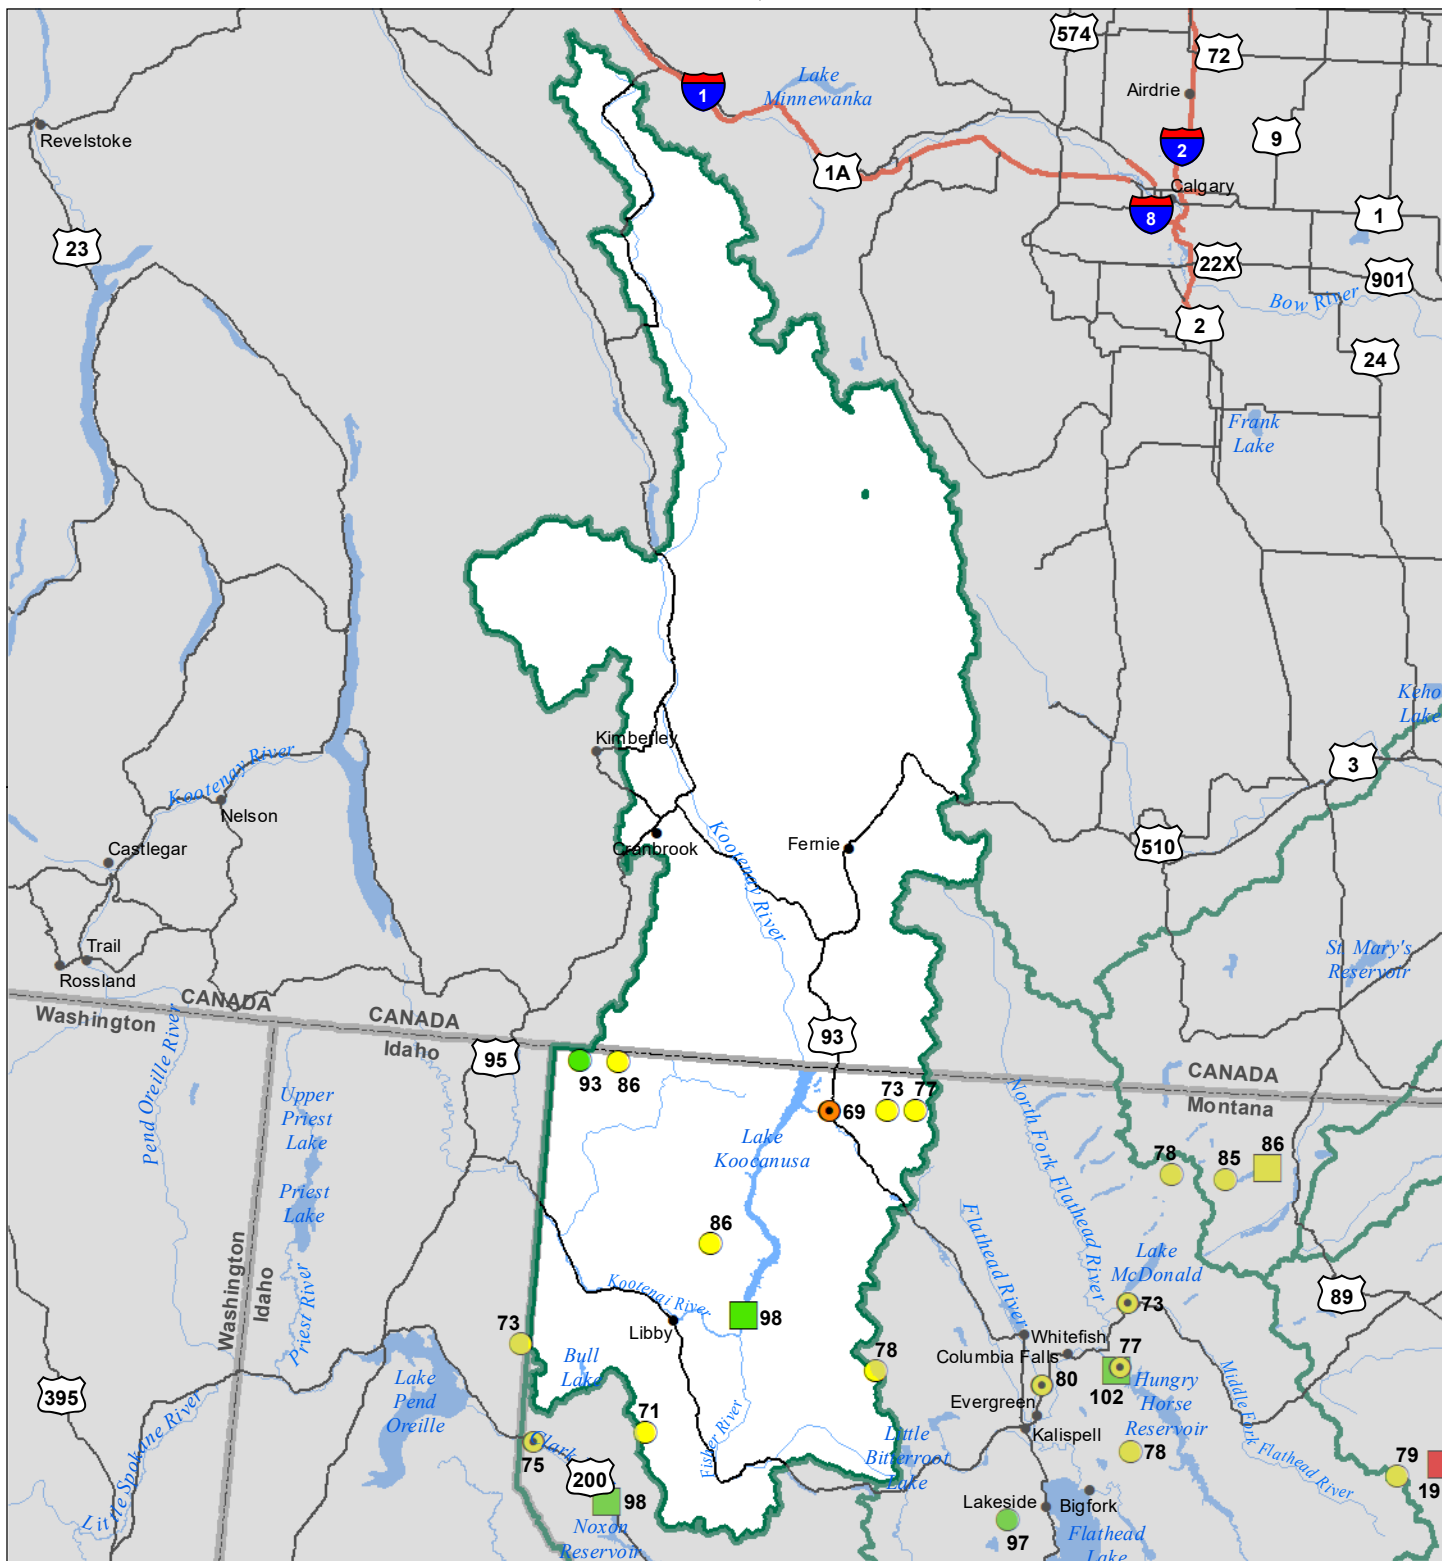 574
72
Lake
Minnewanka
1
Airdrie
Revelstoke
2
9
1A
Calgary
8
1
23
22X
901
Bow River
2
24
Frank
Lake
Keho
Lake
Kimberley
3
Kootenay River
Nelson
Castlegar
Cranbrook
Kootenay River
Fernie
510
Trail
Rossland
St. Mary's
Reservoir
CANADA
Washington
CANADA
Idaho
Pend Oreille River
95
93
93
86
CANADA
Montana
Upper
Priest
Lake
73
77
69
North Fork Flathead River
Lake
Koocanusa
78
85
86
Priest
Lake
Washington
Idaho
86
Flathead River
Lake
McDonald
Priest River
Kootenai River
98
Libby
73
89
73
Whitefish
Columbia Falls
Bull
Lake
78
77
80
102
Hungry
Horse
Reservoir
395
Lake
Pend
Oreille
Evergreen
Kalispell
Middle Fork Flathead River
71
Little Spokane River
Clark
75
Fisher River
Little
Bitterroot
Lake
78
200
98
79
19
Noxon
Reservoir
Lakeside
Bigfork
97
Flathead
Lake